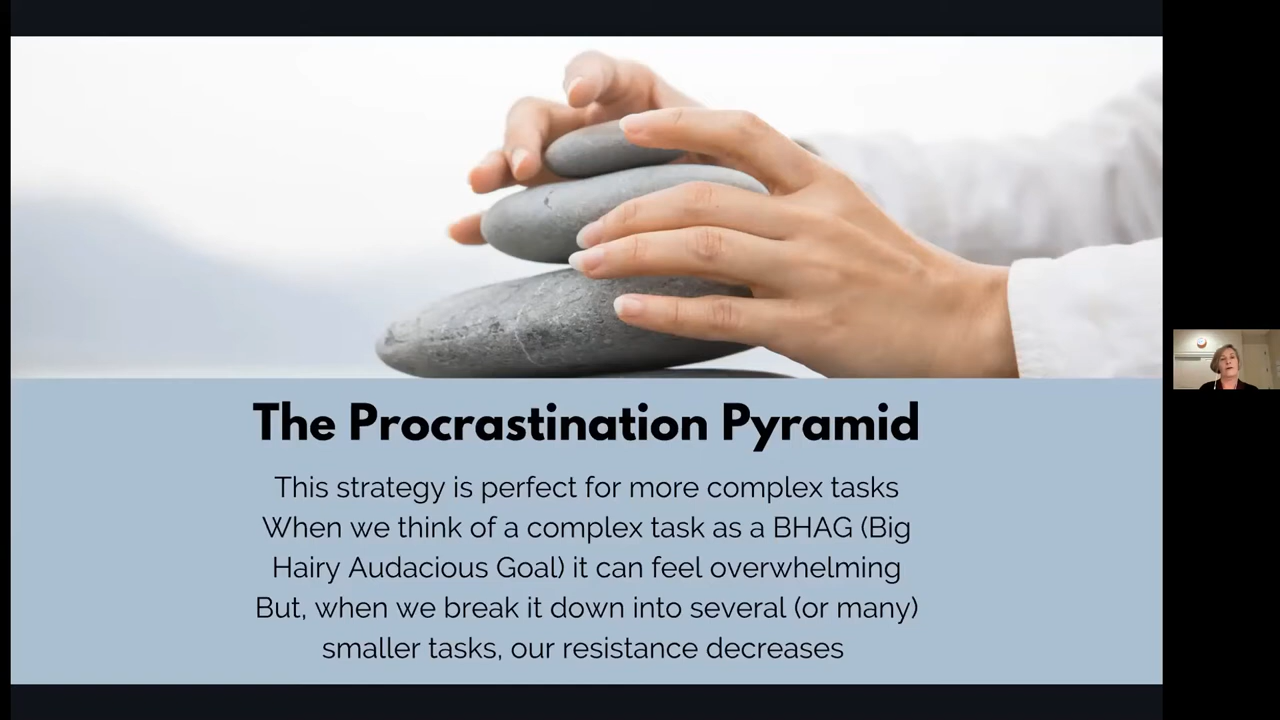 The Procrastination Pyramid
This strategy is perfect for more complex tasks
When we think of a complex task as a BHAG (Big
Hairy Audacious Goal) it can feel overwhelming
But, when we break it down into several (or many)
smaller tasks, our resistance decreases